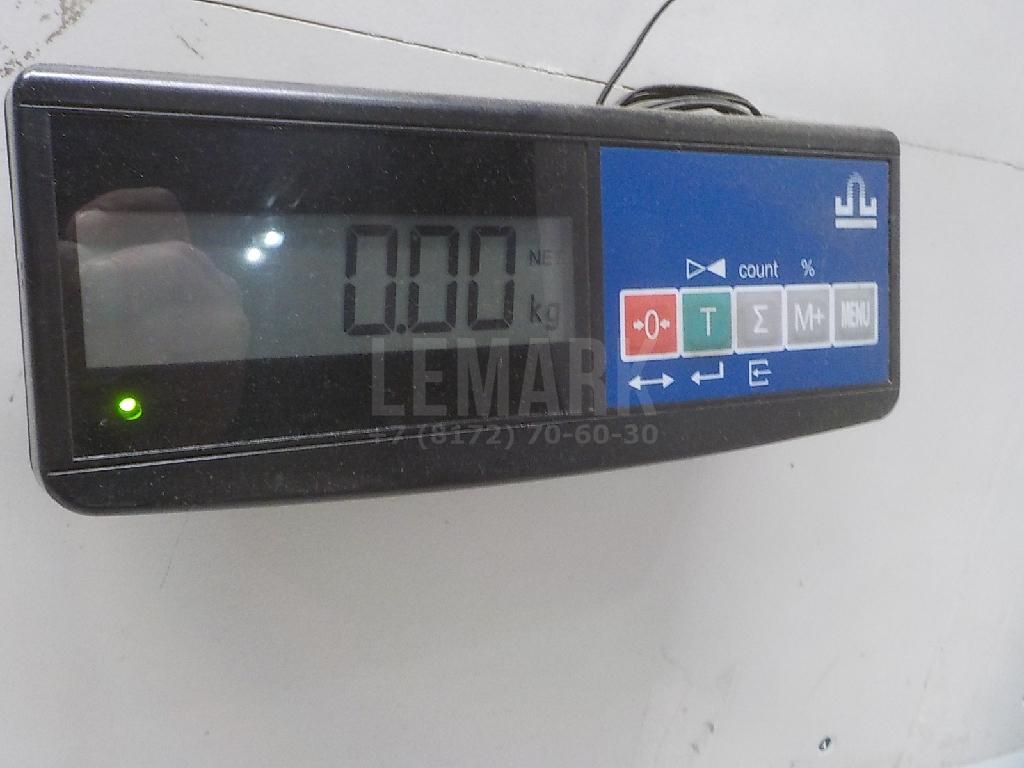 0.00
NET
kg
count %
→0← T Σ M+ MENU
LEMARK
+7 (8172) 70-60-30